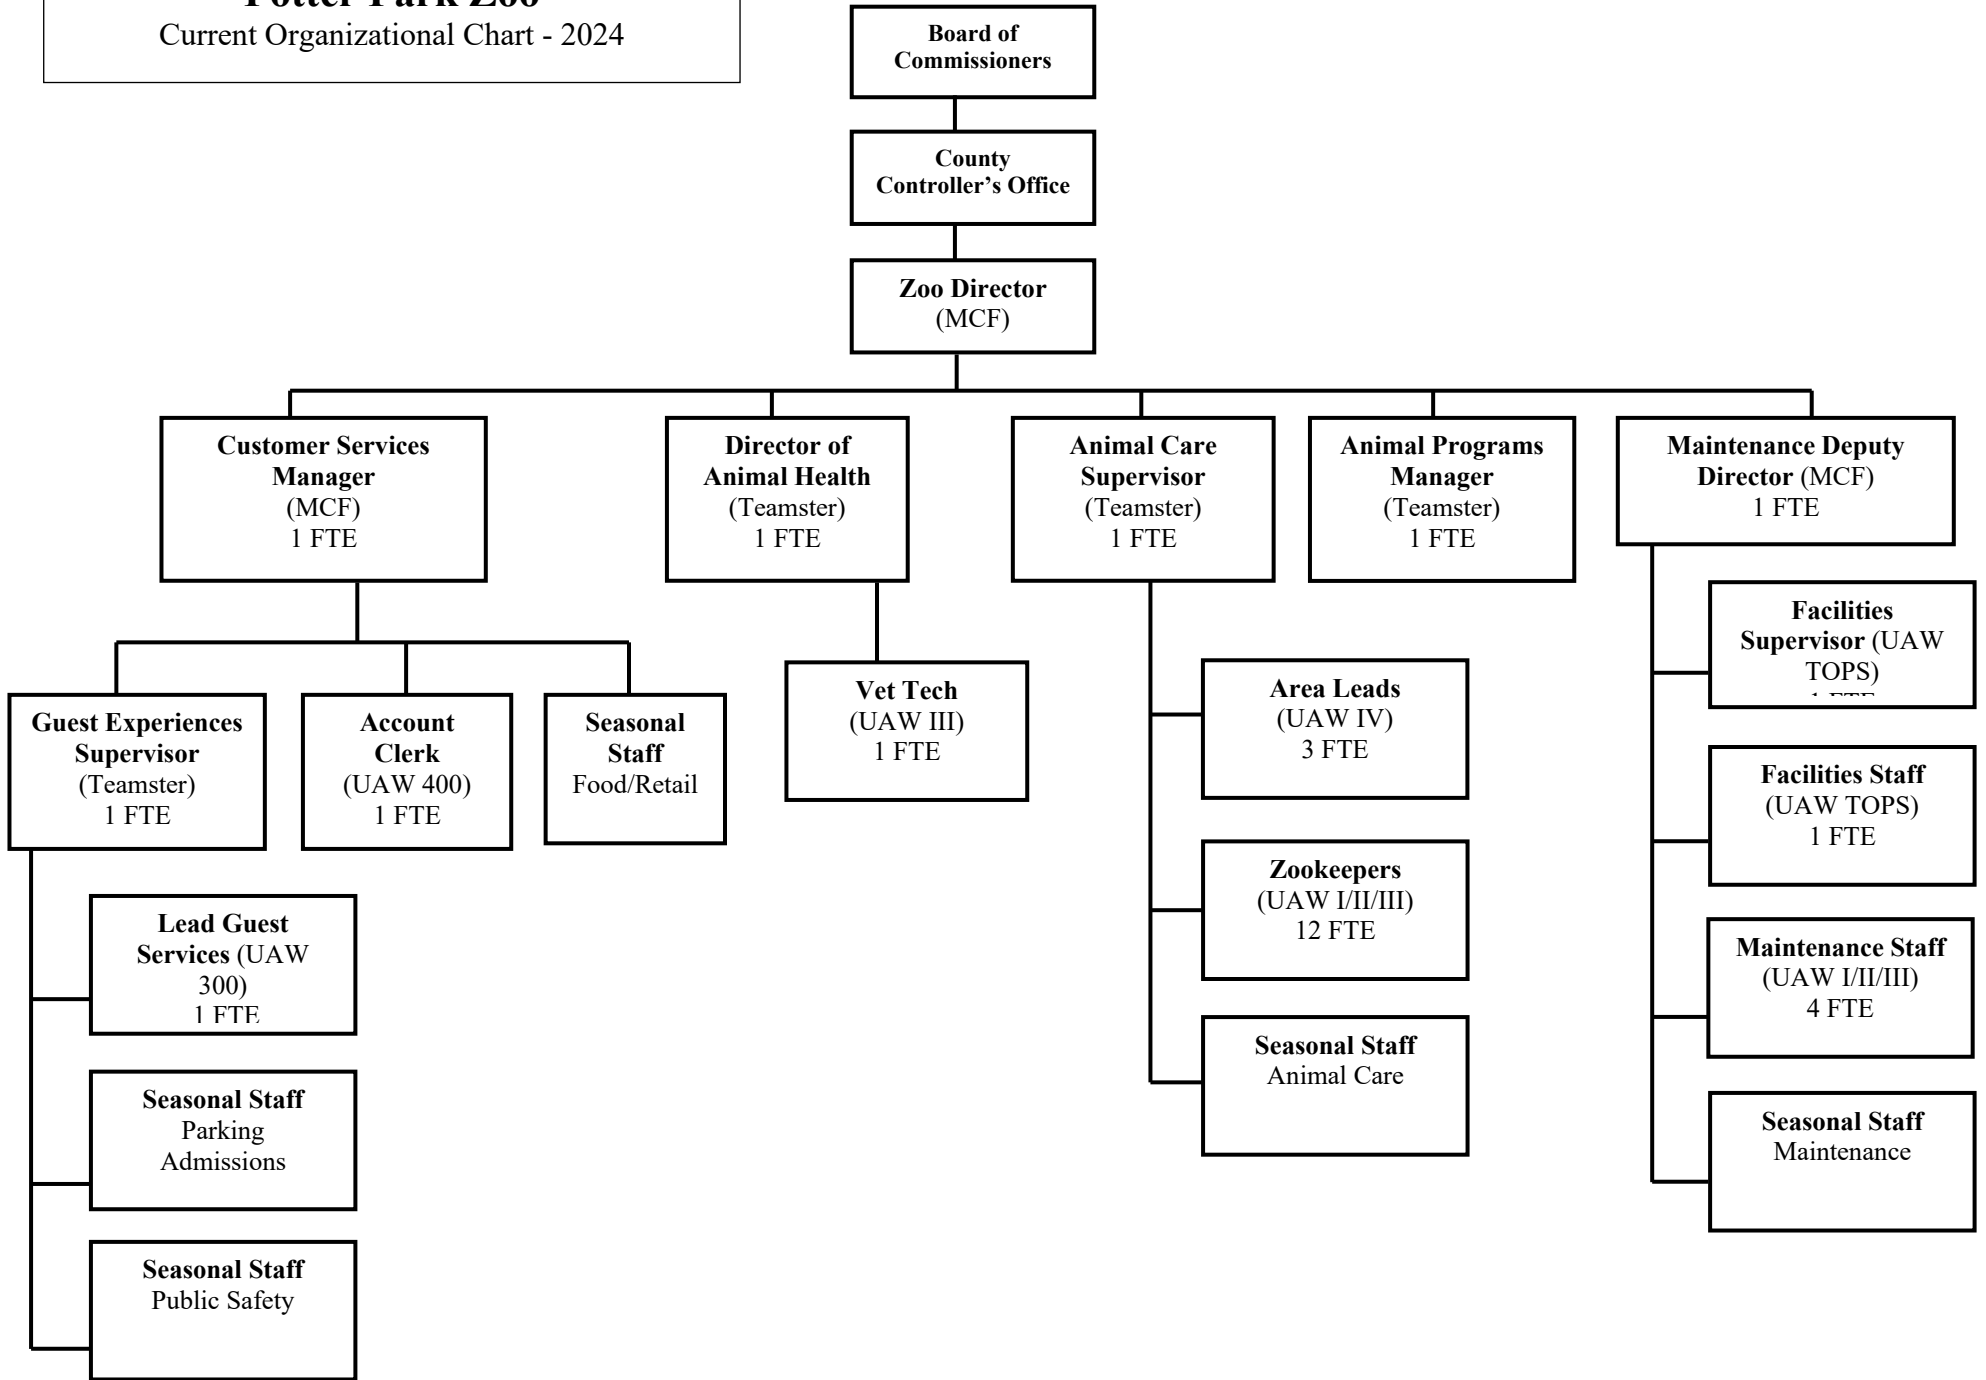 Potter Park Zoo
Current Organizational Chart - 2024
Board of
Commissioners
County
Controller’s Office
Zoo Director
(MCF)
Customer Services
Manager
(MCF)
1 FTE
Director of
Animal Health
(Teamster)
1 FTE
Animal Care
Supervisor
(Teamster)
1 FTE
Animal Programs
Manager
(Teamster)
1 FTE
Maintenance Deputy
Director (MCF)
1 FTE
Guest Experiences
Supervisor
(Teamster)
1 FTE
Account
Clerk
(UAW 400)
1 FTE
Seasonal
Staff
Food/Retail
Vet Tech
(UAW III)
1 FTE
Area Leads
(UAW IV)
3 FTE
Zookeepers
(UAW I/II/III)
12 FTE
Seasonal Staff
Animal Care
Facilities
Supervisor (UAW
TOPS)
1 FTE
Facilities Staff
(UAW TOPS)
1 FTE
Maintenance Staff
(UAW I/II/III)
4 FTE
Seasonal Staff
Maintenance
Lead Guest
Services (UAW
300)
1 FTE
Seasonal Staff
Parking
Admissions
Seasonal Staff
Public Safety